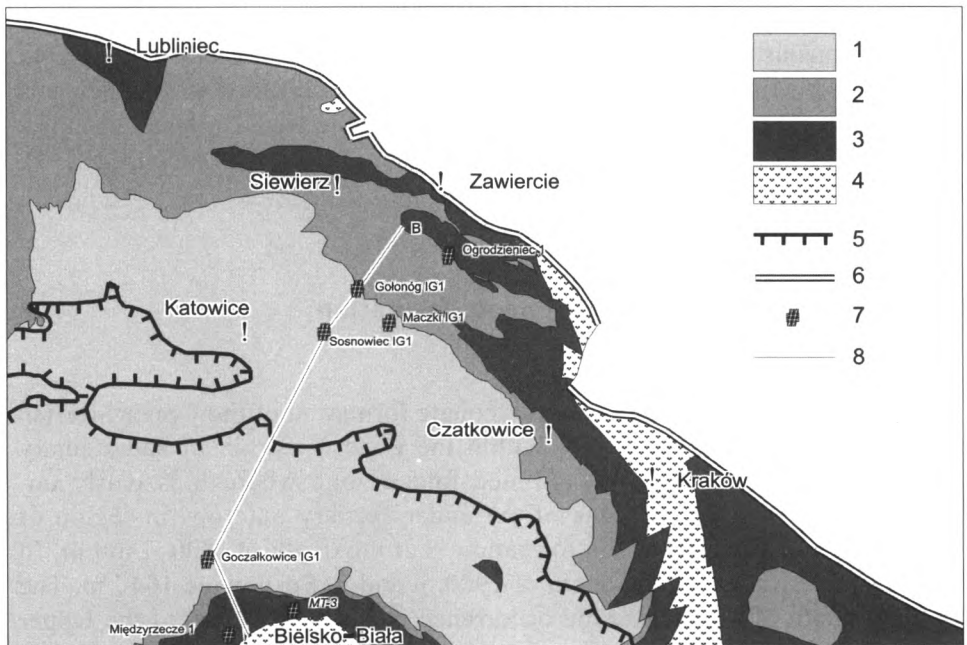 Lubliniec
Siewierz
Zawiercie
B
Ogrodzieniec 1
Gołonóg IG1
Maczki IG1
Katowice
Sosnowiec IG1
Czatkowice
Kraków
Goczałkowice IG1
MT-3
Międzyrzecze 1
Bielsko-Biała
1
2
3
4
5
6
7
8